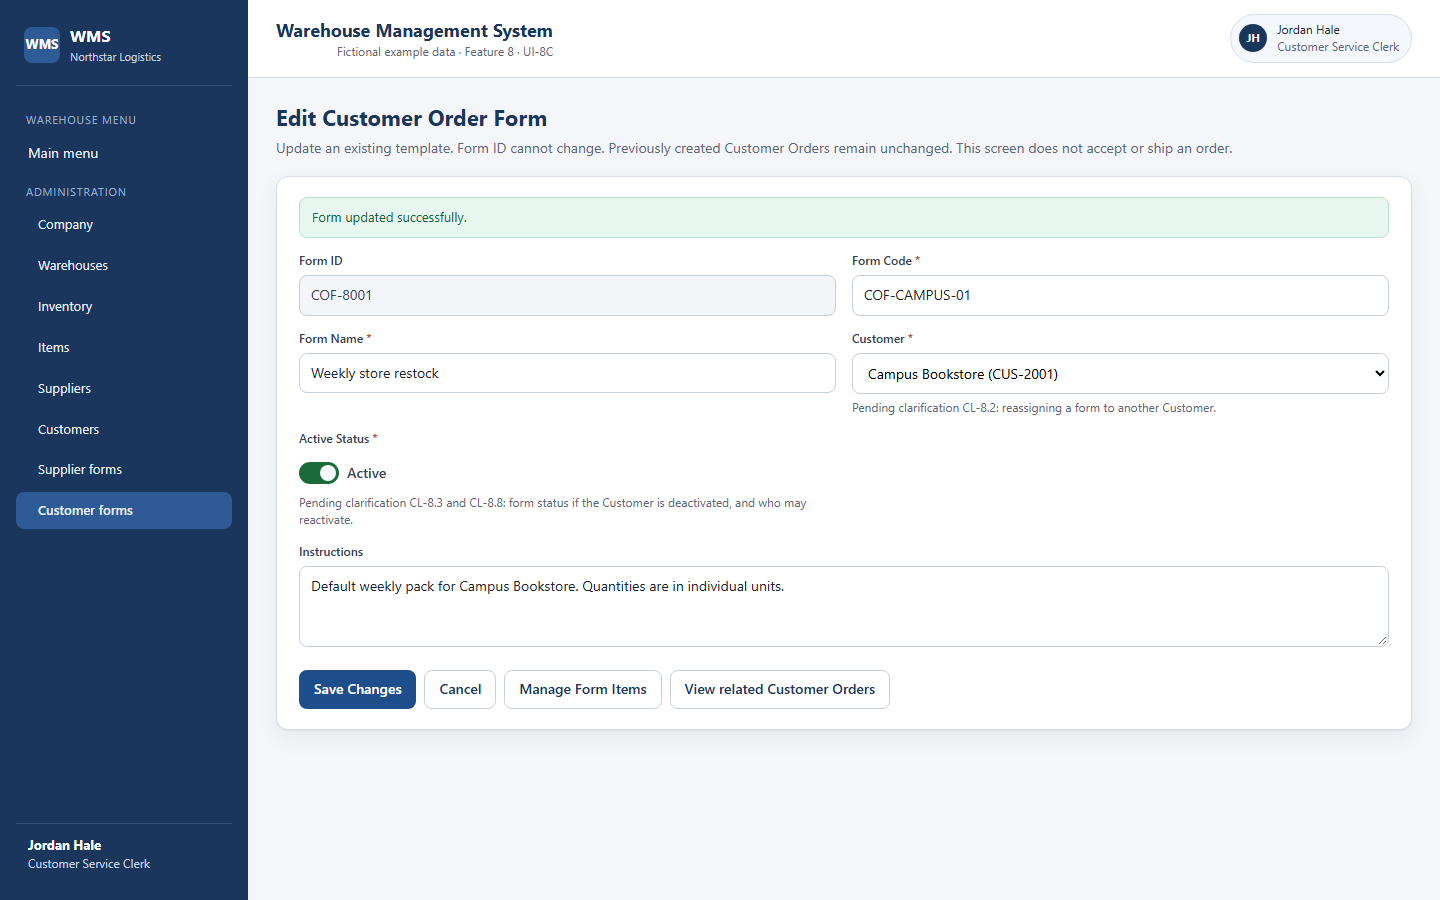 WMS
WMS
Northstar Logistics
WAREHOUSE MENU
Main menu
ADMINISTRATION
Company
Warehouses
Inventory
Items
Suppliers
Customers
Supplier forms
Customer forms
Jordan Hale
Customer Service Clerk
Warehouse Management System
Fictional example data · Feature 8 · UI-8C
JH
Jordan Hale
Customer Service Clerk
Edit Customer Order Form
Update an existing template. Form ID cannot change. Previously created Customer Orders remain unchanged. This screen does not accept or ship an order.
Form updated successfully.
Form ID
COF-8001
Form Code *
COF-CAMPUS-01
Form Name *
Weekly store restock
Customer *
Campus Bookstore (CUS-2001)
Pending clarification CL-8.2: reassigning a form to another Customer.
Active Status *
Active
Pending clarification CL-8.3 and CL-8.8: form status if the Customer is deactivated, and who may
reactivate.
Instructions
Default weekly pack for Campus Bookstore. Quantities are in individual units.
Save Changes
Cancel
Manage Form Items
View related Customer Orders